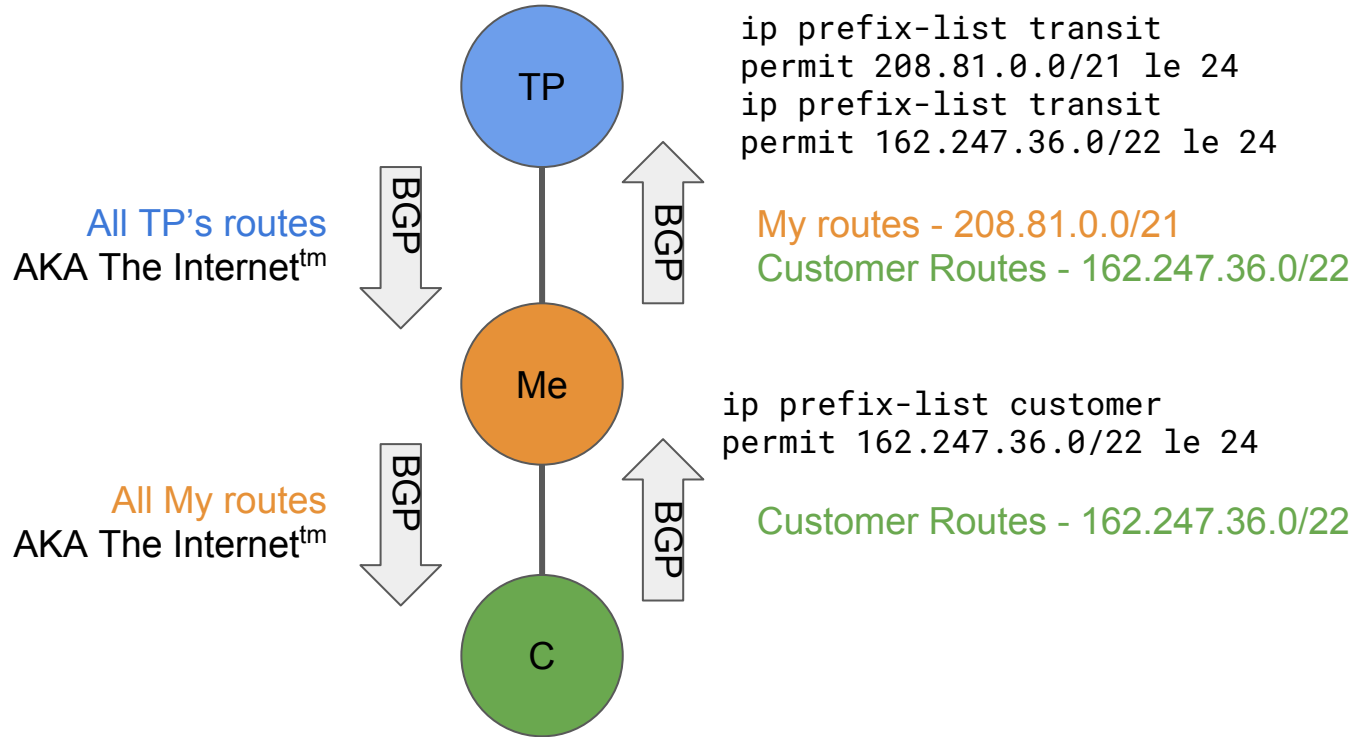 TP
ip prefix-list transit
permit 208.81.0.0/21 le 24
ip prefix-list transit
permit 162.247.36.0/22 le 24
BGP
All TP's routes
AKA The Internet™
BGP
My routes - 208.81.0.0/21
Customer Routes - 162.247.36.0/22
Me
ip prefix-list customer
permit 162.247.36.0/22 le 24
BGP
All My routes
AKA The Internet™
BGP
Customer Routes - 162.247.36.0/22
C